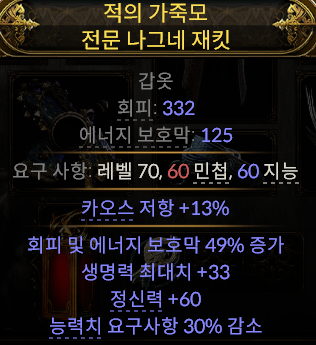 적의 가죽모
전문 나그네 재킷
갑옷
회피: 332
에너지 보호막: 125
요구 사항: 레벨 70, 60 민첩, 60 지능
카오스 저항 +13%
회피 및 에너지 보호막 49% 증가
생명력 최대치 +33
정신력 +60
능력치 요구사항 30% 감소